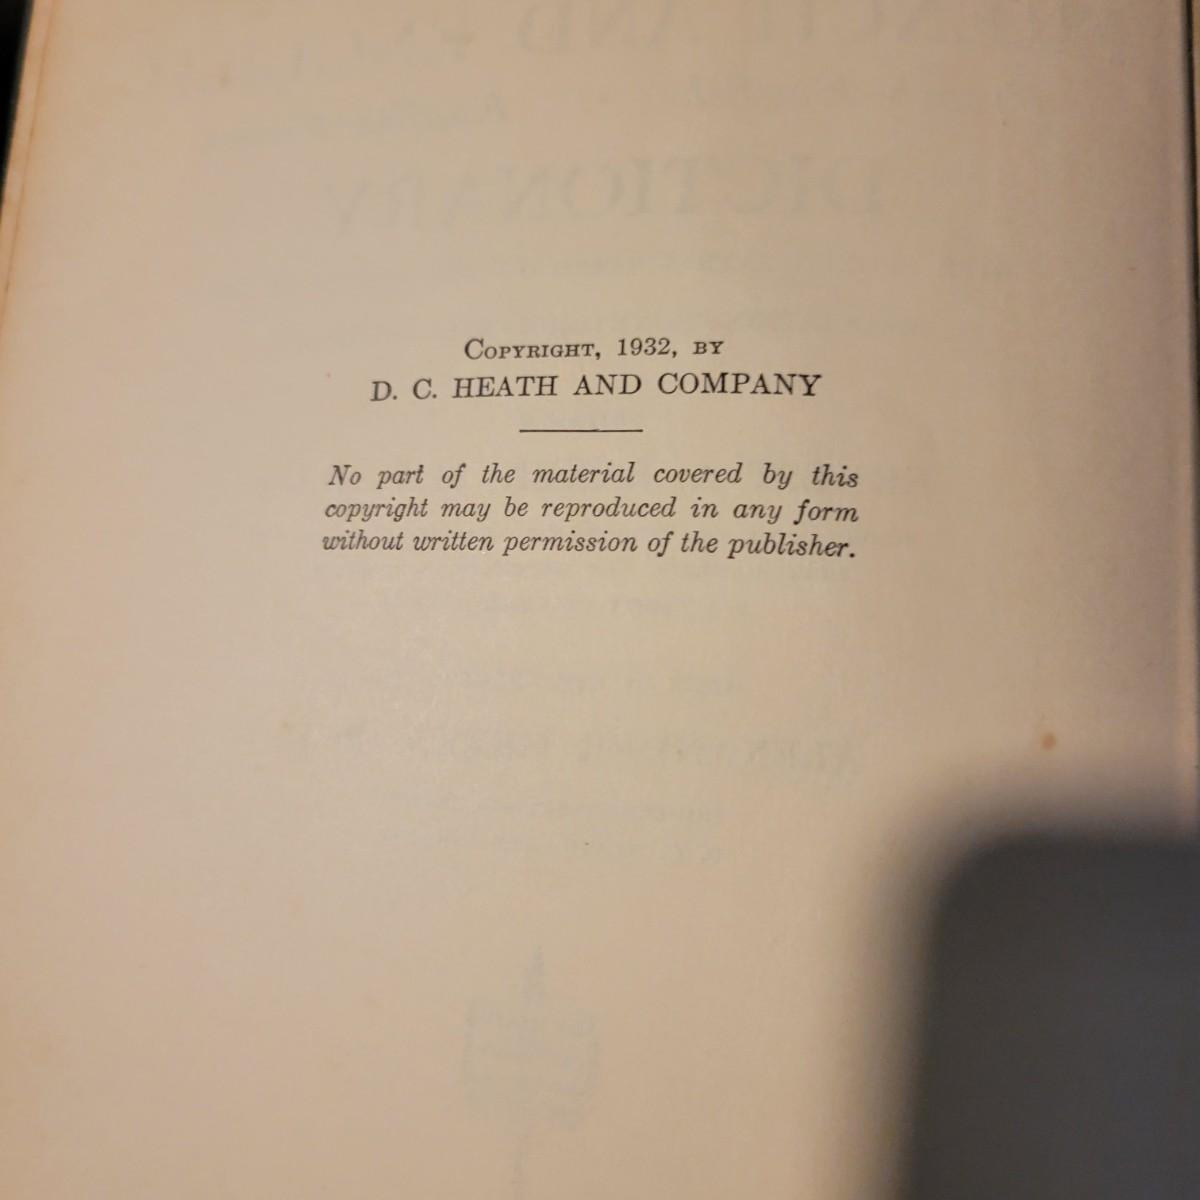 COPYRIGHT, 1932, BY
D. C. HEATH AND COMPANY
No part of the material covered by this
copyright may be reproduced in any form
without written permission of the publisher.
DICTIONARY